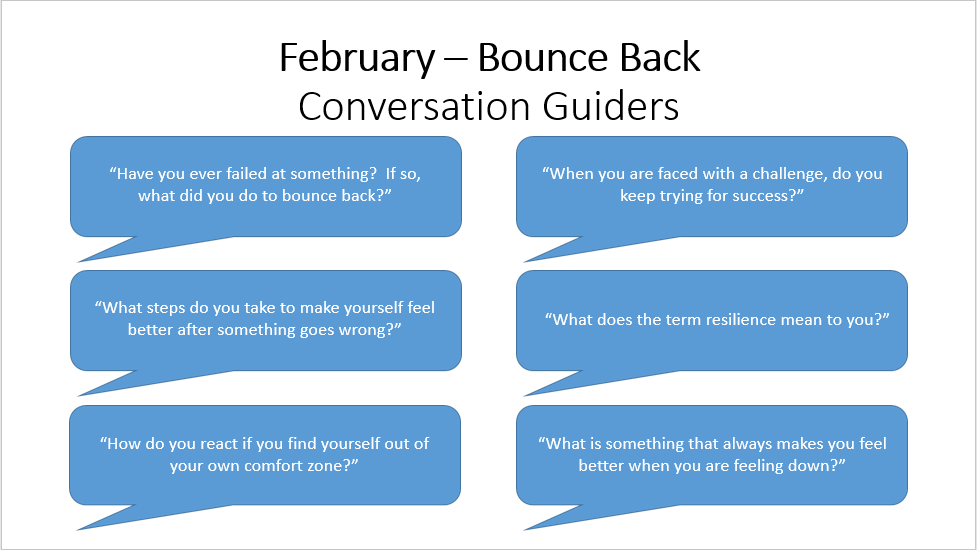 February – Bounce Back
Conversation Guiders
“Have you ever failed at something?  If so,
what did you do to bounce back?”
“When you are faced with a challenge, do you
keep trying for success?”
“What steps do you take to make yourself feel
better after something goes wrong?”
“What does the term resilience mean to you?”
“How do you react if you find yourself out of
your own comfort zone?”
“What is something that always makes you feel
better when you are feeling down?”